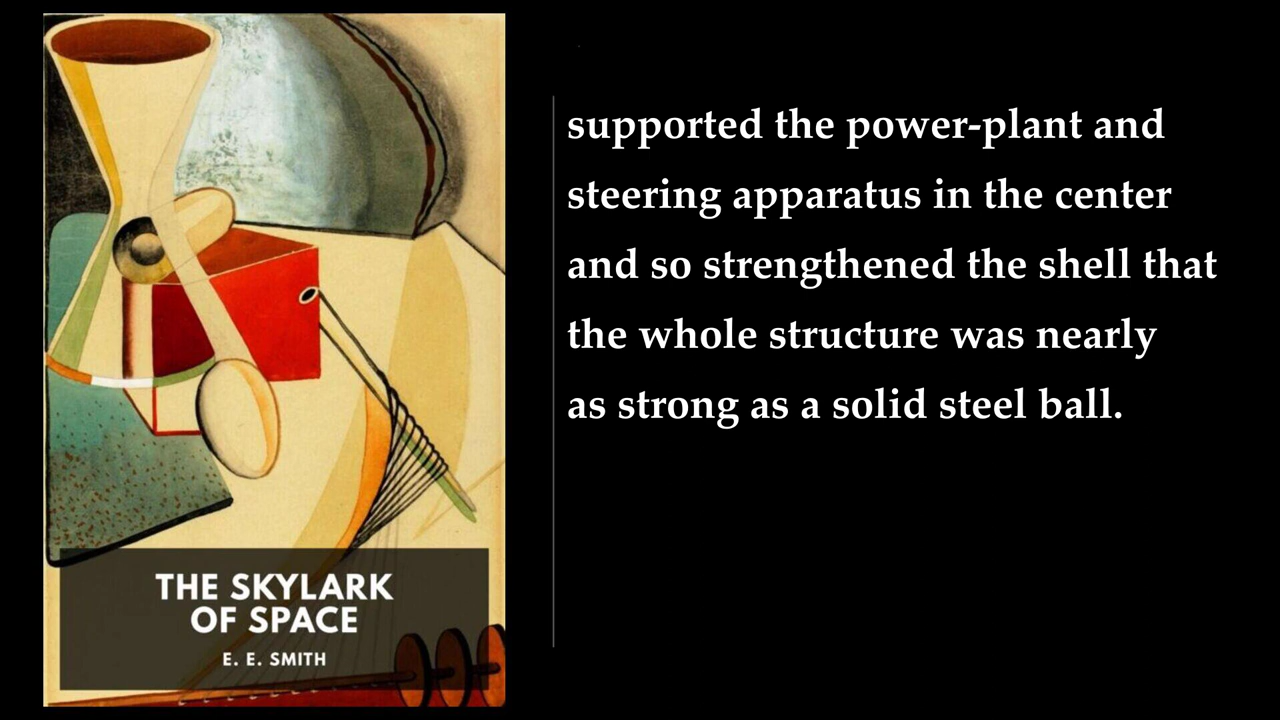 THE SKYLARK
OF SPACE
E. E. SMITH
supported the power-plant and
steering apparatus in the center
and so strengthened the shell that
the whole structure was nearly
as strong as a solid steel ball.